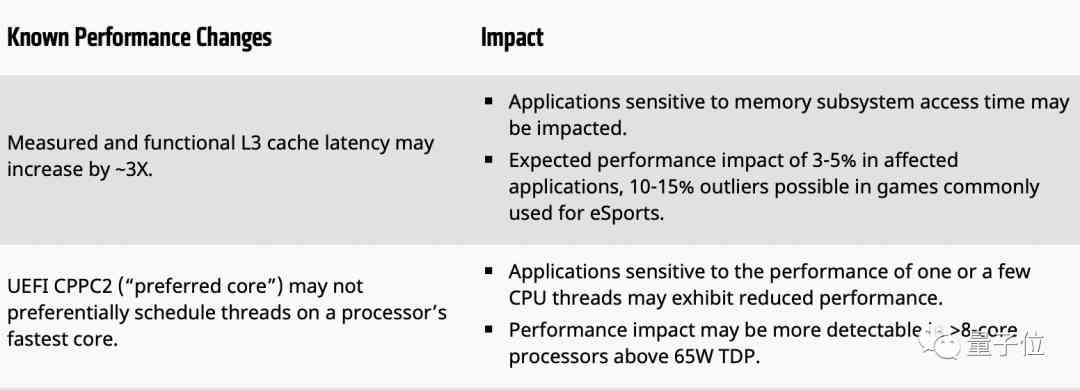 Known Performance Changes
Impact
Measured and functional L3 cache latency may
increase by ~3X.
▪ Applications sensitive to memory subsystem access time may
be impacted.
▪ Expected performance impact of 3-5% in affected
applications, 10-15% outliers possible in games commonly
used for eSports.
UEFI CPPC2 (“preferred core”) may not
preferentially schedule threads on a processor’s
fastest core.
▪ Applications sensitive to the performance of one or a few
CPU threads may exhibit reduced performance.
▪ Performance impact may be more detectable >8-core
processors above 65W TDP.
量子位